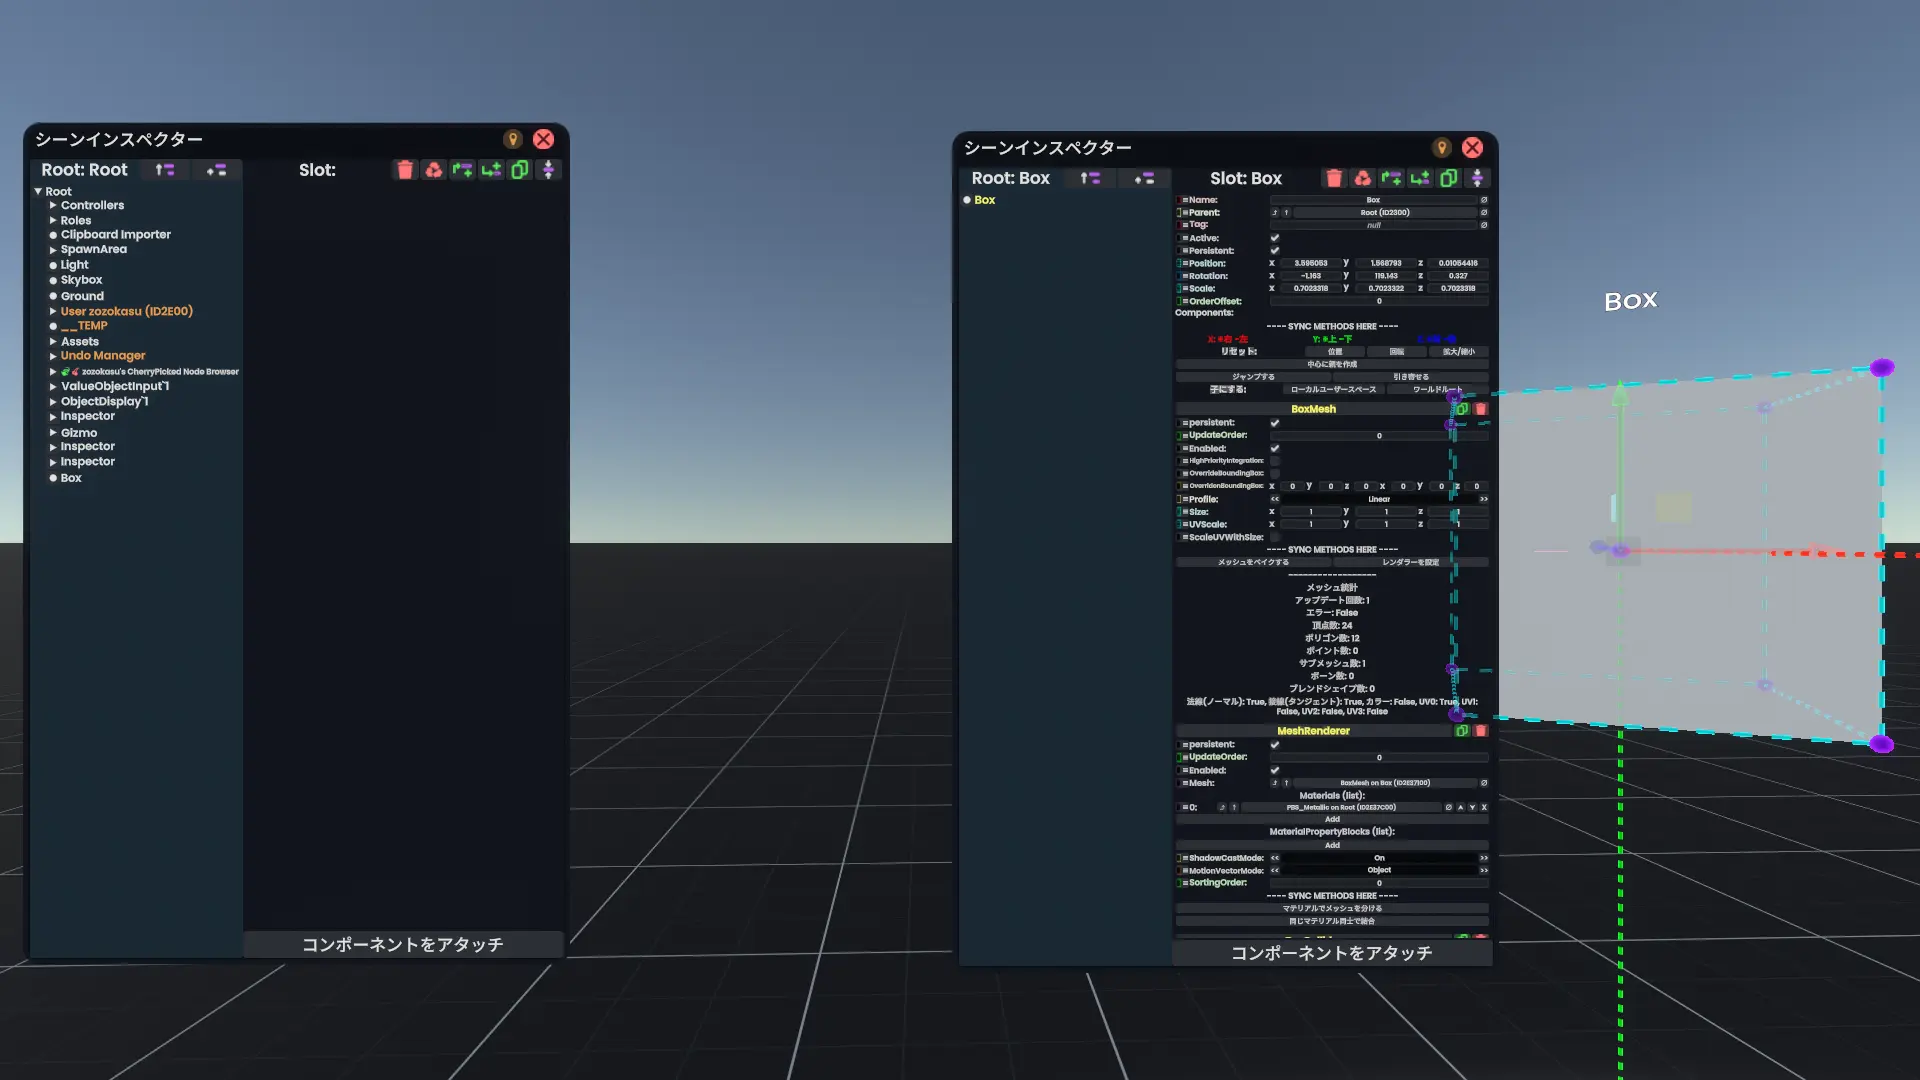 シーンインスペクター
Root: Root
Slot:
Root
Controllers
Roles
Clipboard Importer
SpawnArea
Light
Skybox
Ground
User zozokasu (ID2E00)
__TEMP
Assets
Undo Manager
zozokasu's CherryPicked Node Browser
ValueObjectInput`1
ObjectDisplay`1
Inspector
Gizmo
Inspector
Inspector
Box
コンポーネントをアタッチ
シーンインスペクター
Root: Box
Slot: Box
Box
Name: Box
Parent: Root (ID2300)
Tag: null
Active:
Persistent:
Position: x 3.595053 y 1.568793 z 0.01054416
Rotation: x -1.163 y 119.143 z 0.327
Scale: x 0.7023318 y 0.7023322 z 0.7023318
OrderOffset: 0
Components:
---- SYNC METHODS HERE ----
X: +右 -左 Y: +上 -下
リセット: 位置 回転 拡大/縮小
中心に親を作成
ジャンプする 引き寄せる
子にする: ローカルユーザースペース ワールドルート
BoxMesh
persistent:
UpdateOrder: 0
Enabled:
HighPriorityIntegration:
OverrideBoundingBox:
OverridenBoundingBox: x 0 y 0 z 0 x 0 y 0 z 0
Profile: << Linear >>
Size: x 1 y 1 z 1
UVScale: x 1 y 1 z 1
ScaleUVWithSize:
---- SYNC METHODS HERE ----
メッシュをベイクする レンダラーを設定
-------------------
メッシュ統計
アップデート回数: 1
エラー: False
頂点数: 24
ポリゴン数: 12
ポイント数: 0
サブメッシュ数: 1
ボーン数: 0
ブレンドシェイプ数: 0
法線(ノーマル): True, 接線(タンジェント): True, カラー: False, UV0: True, UV1:
False, UV2: False, UV3: False
MeshRenderer
persistent:
UpdateOrder: 0
Enabled:
Mesh: BoxMesh on Box (ID2E37100)
Materials (list):
0: PBS_Metallic on Root (ID2E37C00)
Add
MaterialPropertyBlocks (list):
Add
ShadowCastMode: << On >>
MotionVectorMode: << Object >>
SortingOrder: 0
---- SYNC METHODS HERE ----
マテリアルでメッシュを分ける
同じマテリアル同士で結合
コンポーネントをアタッチ
Box